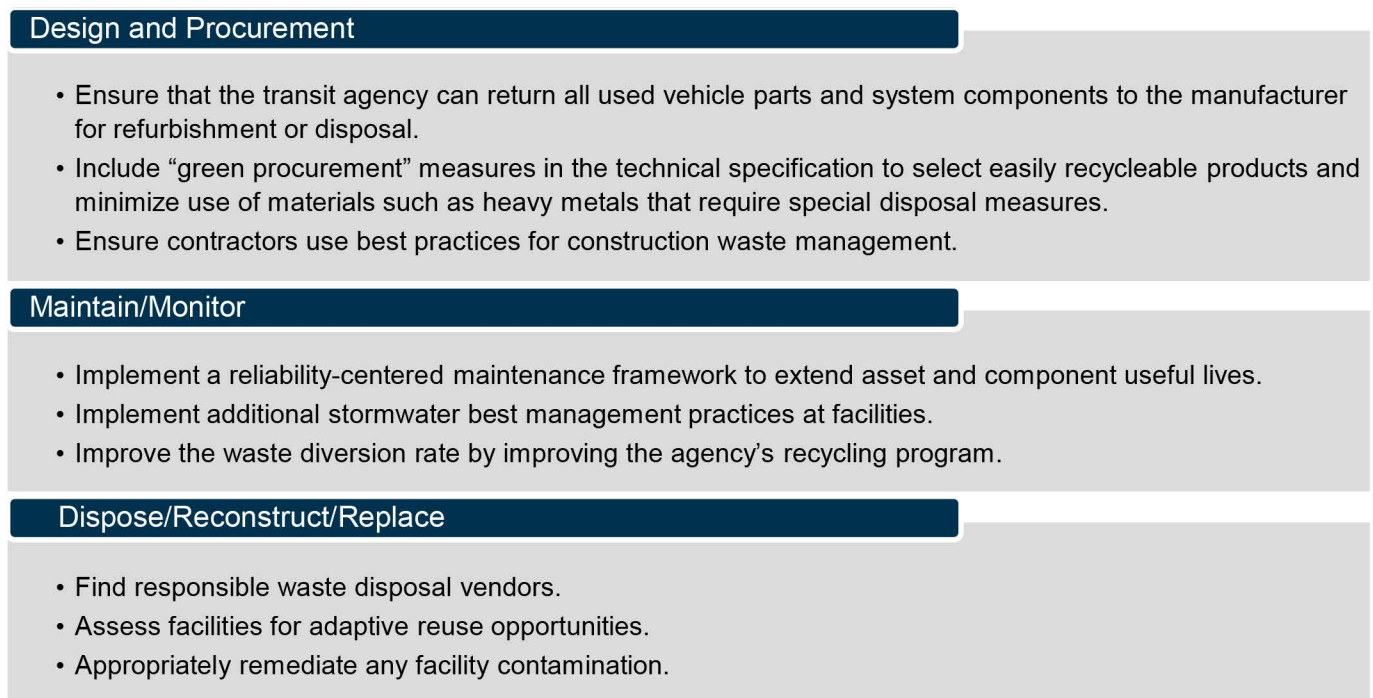 Design and Procurement
• Ensure that the transit agency can return all used vehicle parts and system components to the manufacturer
for refurbishment or disposal.
• Include “green procurement” measures in the technical specification to select easily recycleable products and
minimize use of materials such as heavy metals that require special disposal measures.
• Ensure contractors use best practices for construction waste management.
Maintain/Monitor
• Implement a reliability-centered maintenance framework to extend asset and component useful lives.
• Implement additional stormwater best management practices at facilities.
• Improve the waste diversion rate by improving the agency’s recycling program.
Dispose/Reconstruct/Replace
• Find responsible waste disposal vendors.
• Assess facilities for adaptive reuse opportunities.
• Appropriately remediate any facility contamination.